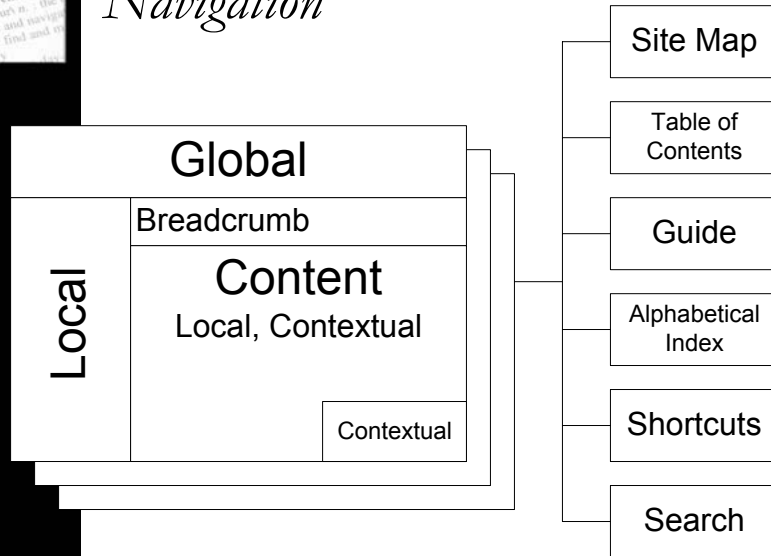 Navigation
Global
Breadcrumb
Local
Content
Local, Contextual
Contextual
Site Map
Table of
Contents
Guide
Alphabetical
Index
Shortcuts
Search